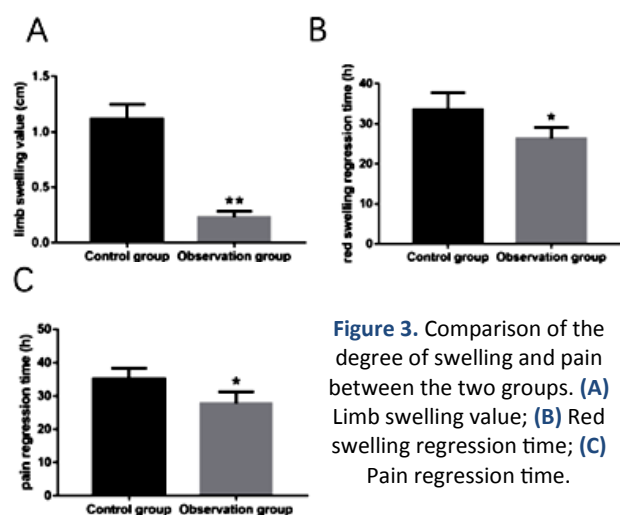 A
limb swelling value (cm)
1.5
1.0
0.5
0.0
**
Control group Observation group
B
red swelling regression time (h)
40
30
20
10
0
*
Control group Observation group
C
pain regression time (h)
50
40
30
20
10
0
*
Control group Observation group
Figure 3. Comparison of the
degree of swelling and pain
between the two groups. (A)
Limb swelling value; (B) Red
swelling regression time; (C)
Pain regression time.